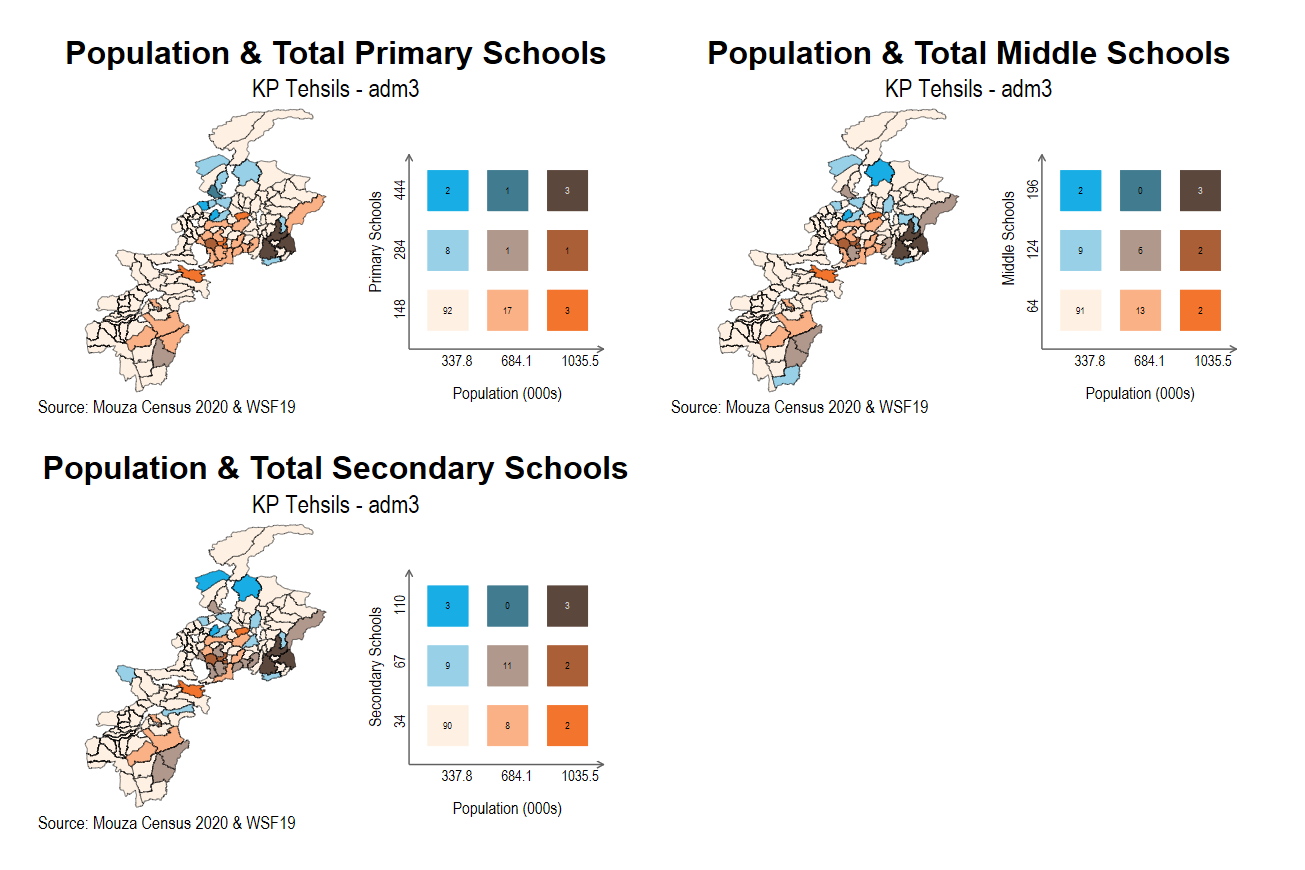 Population & Total Primary Schools
KP Tehsils - adm3
Primary Schools
444
284
148
2 1 3
8 1 1
92 17 3
337.8 684.1 1035.5
Population (000s)
Source: Mouza Census 2020 & WSF19
Population & Total Middle Schools
KP Tehsils - adm3
Middle Schools
196
124
64
2 0 3
9 6 2
91 13 2
337.8 684.1 1035.5
Population (000s)
Source: Mouza Census 2020 & WSF19
Population & Total Secondary Schools
KP Tehsils - adm3
Secondary Schools
110
67
34
3 0 3
9 11 2
90 8 2
337.8 684.1 1035.5
Population (000s)
Source: Mouza Census 2020 & WSF19